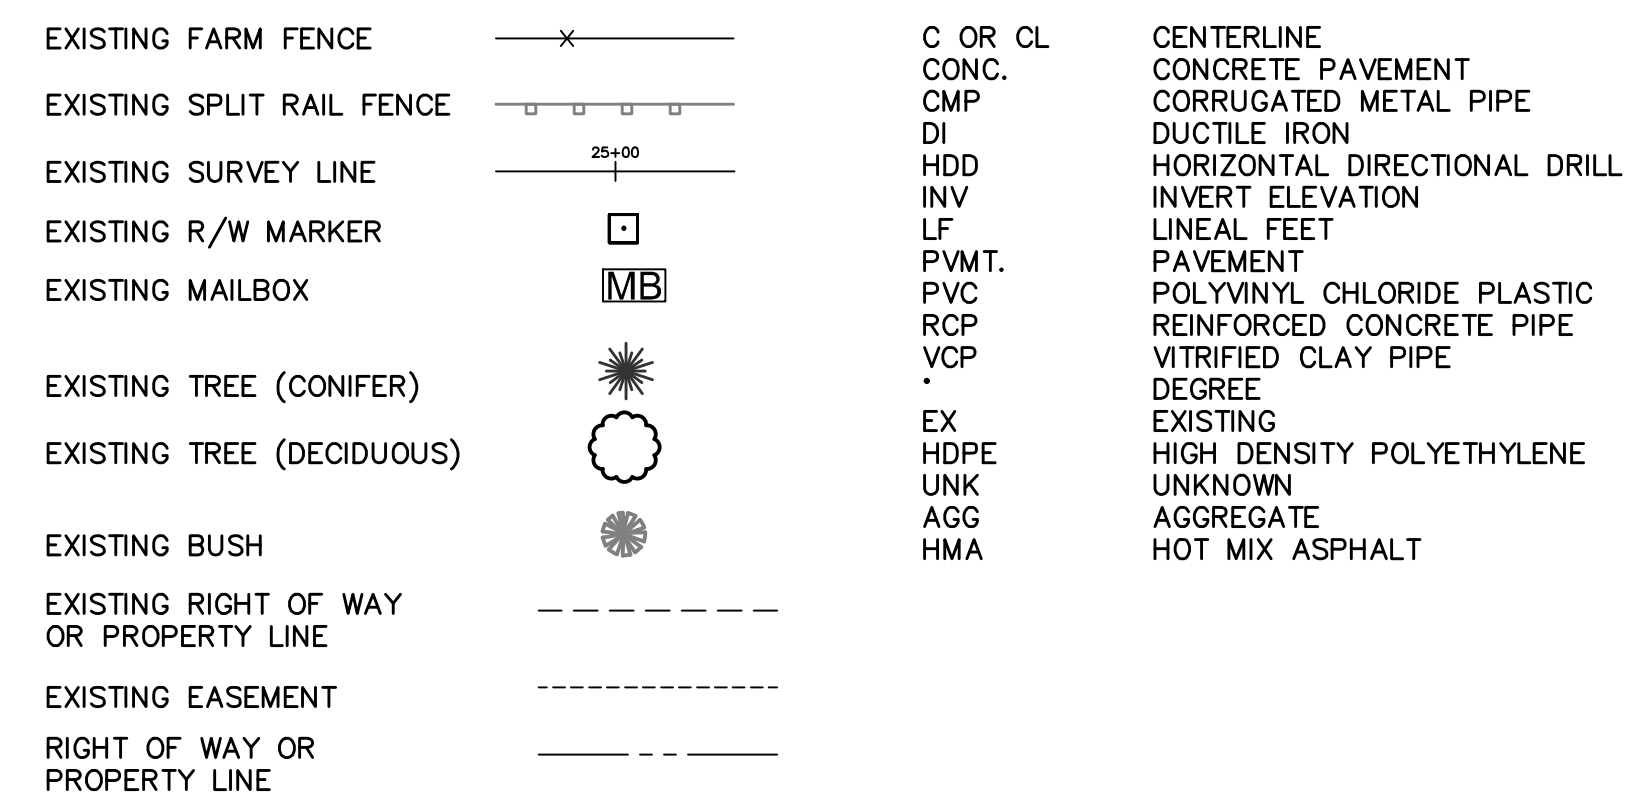 EXISTING FARM FENCE
EXISTING SPLIT RAIL FENCE
25+00
EXISTING SURVEY LINE
EXISTING R/W MARKER
EXISTING MAILBOX MB
EXISTING TREE (CONIFER)
EXISTING TREE (DECIDUOUS)
EXISTING BUSH
EXISTING RIGHT OF WAY
OR PROPERTY LINE
EXISTING EASEMENT
RIGHT OF WAY OR
PROPERTY LINE
C OR CL CENTERLINE
CONC. CONCRETE PAVEMENT
CMP CORRUGATED METAL PIPE
DI DUCTILE IRON
HDD HORIZONTAL DIRECTIONAL DRILL
INV INVERT ELEVATION
LF LINEAL FEET
PVMT. PAVEMENT
PVC POLYVINYL CHLORIDE PLASTIC
RCP REINFORCED CONCRETE PIPE
VCP VITRIFIED CLAY PIPE
° DEGREE
EX EXISTING
HDPE HIGH DENSITY POLYETHYLENE
UNK UNKNOWN
AGG AGGREGATE
HMA HOT MIX ASPHALT